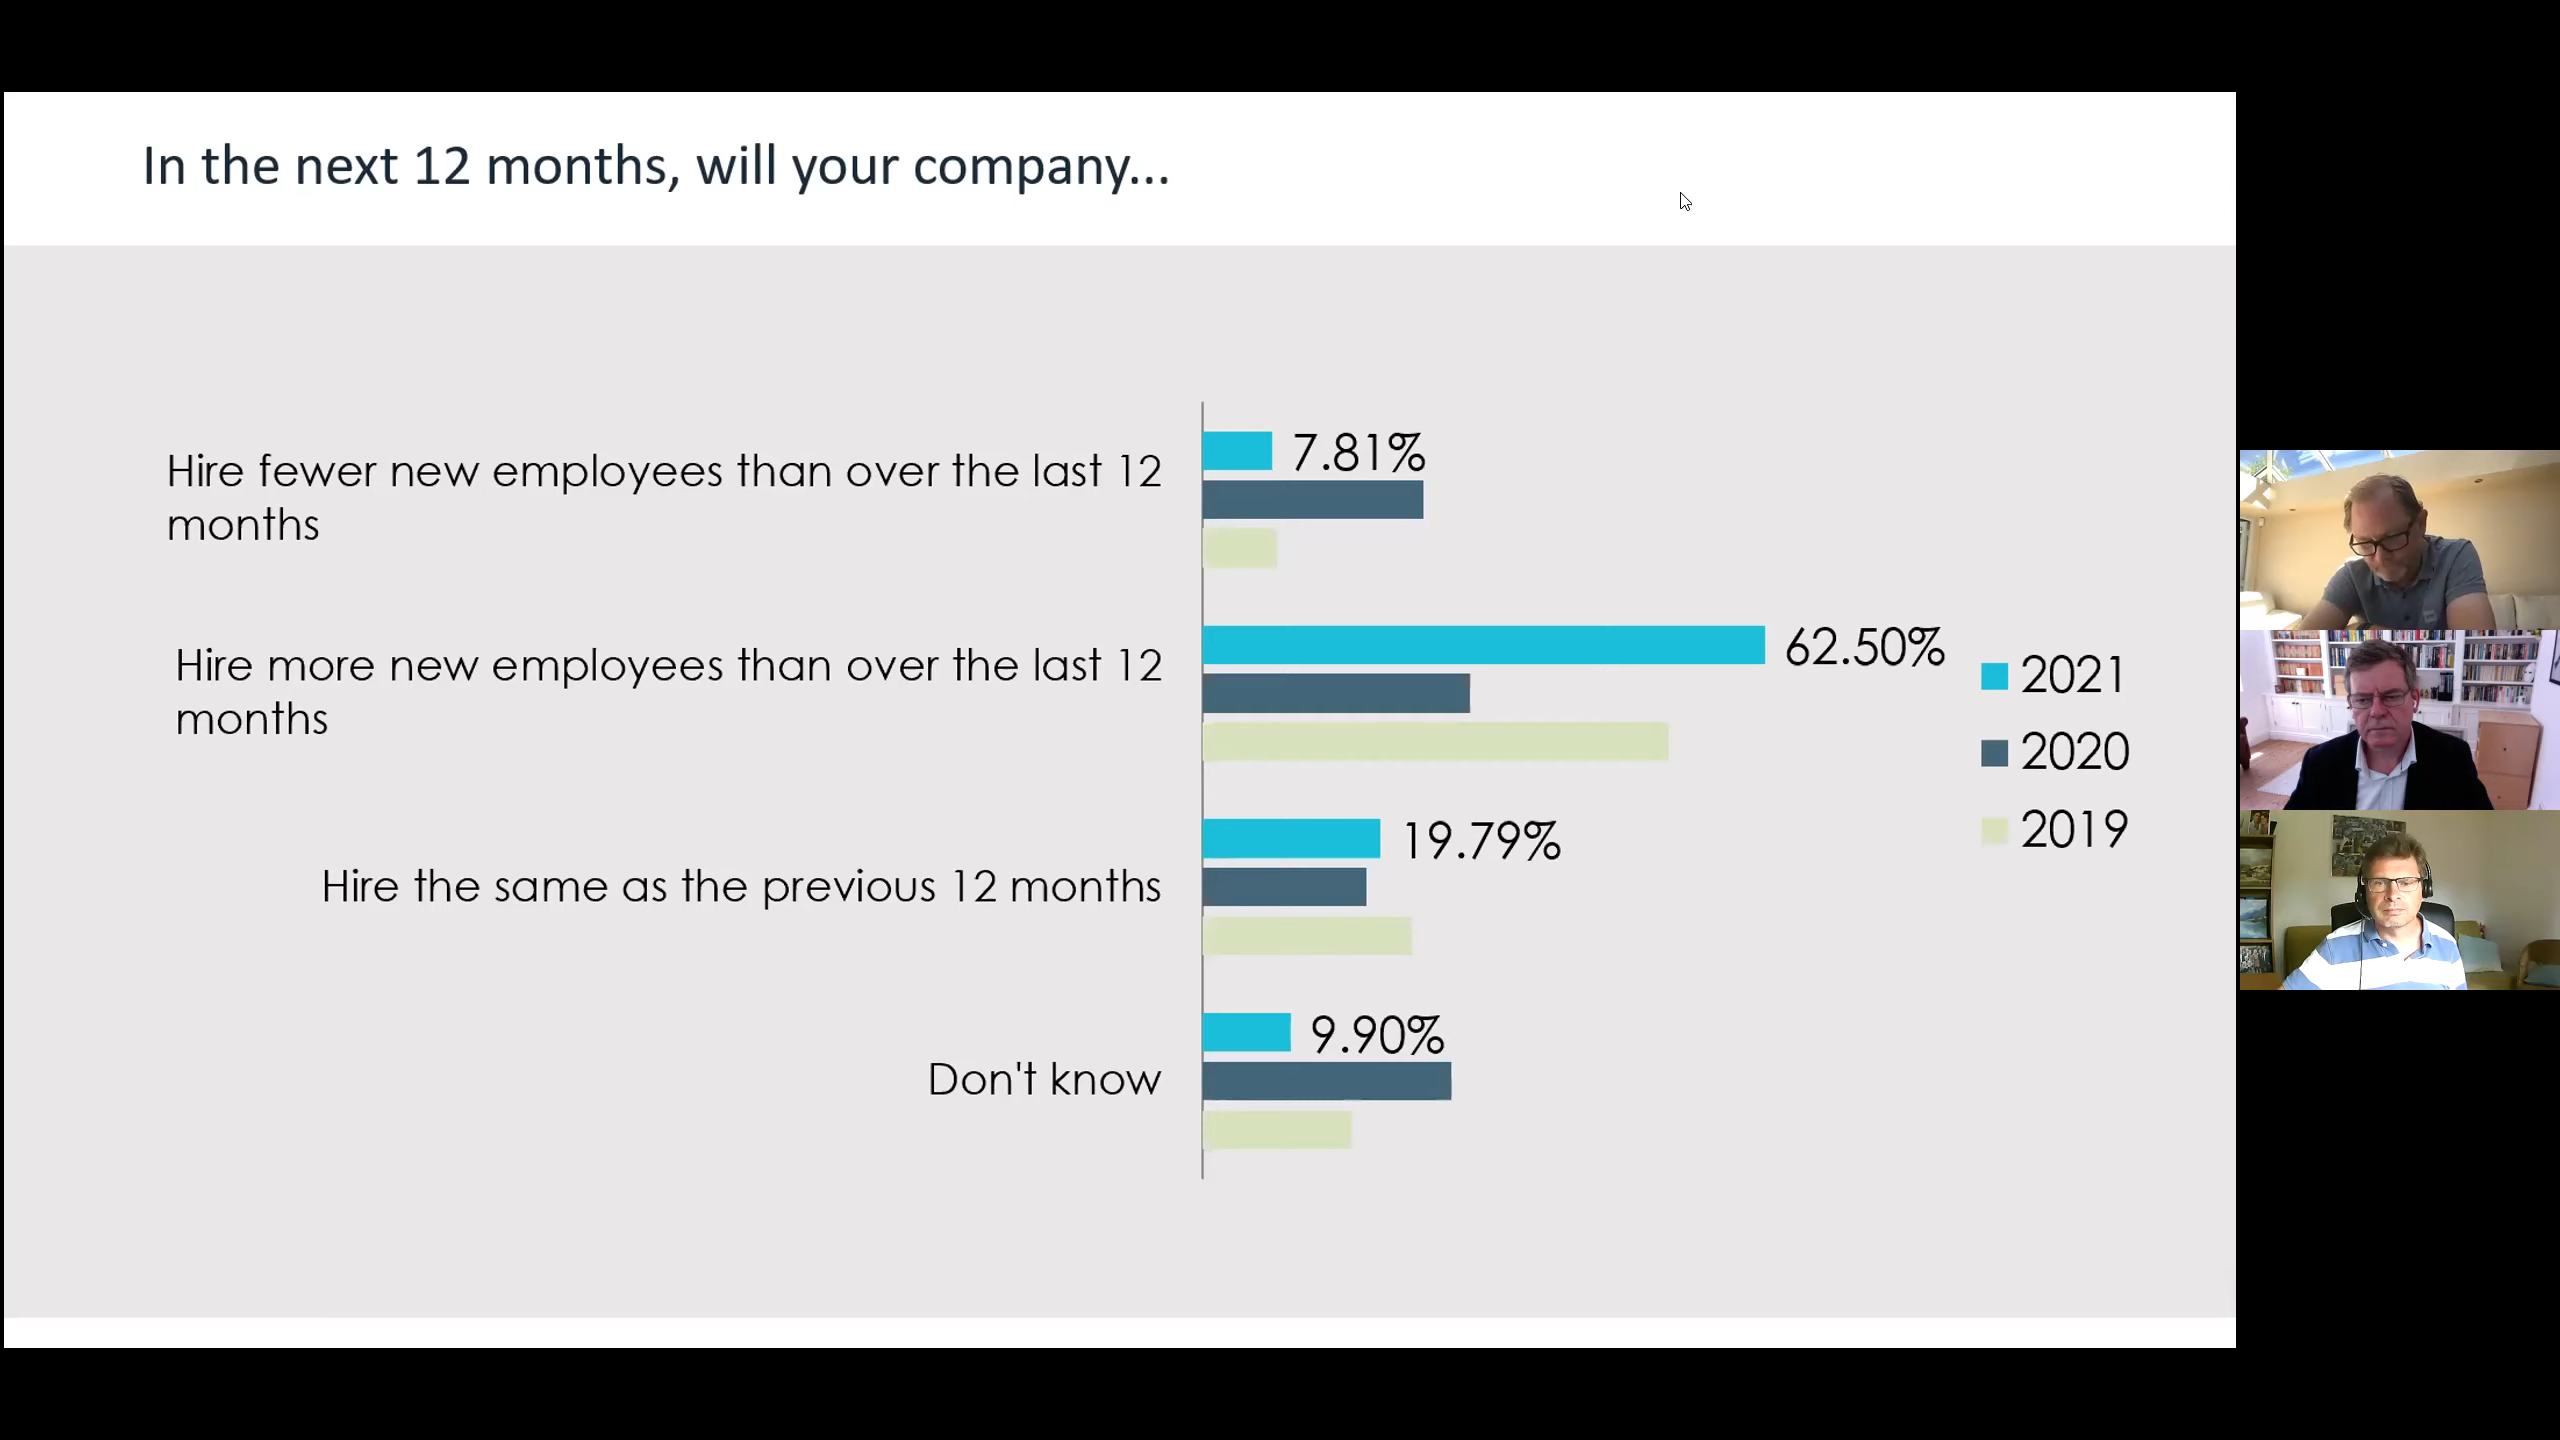 In the next 12 months, will your company...
Hire fewer new employees than over the last 12
months
7.81%
Hire more new employees than over the last 12
months
62.50%
Hire the same as the previous 12 months
19.79%
Don't know
9.90%
2021
2020
2019